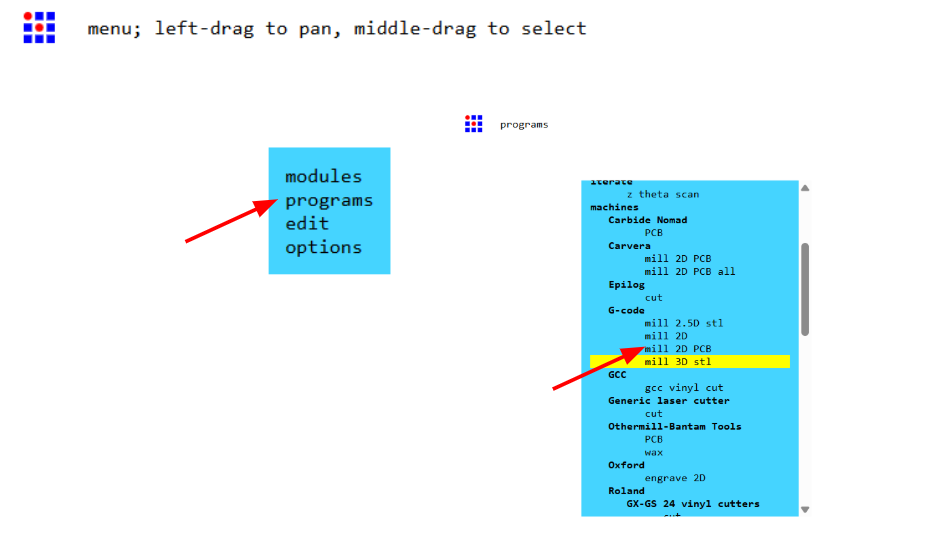 menu; left-drag to pan, middle-drag to select
modules
programs
edit
options
programs
iterate
z theta scan
machines
Carbide Nomad
PCB
Carvera
mill 2D PCB
mill 2D PCB all
Epilog
cut
G-code
mill 2.5D stl
mill 2D
mill 2D PCB
mill 3D stl
GCC
gcc vinyl cut
Generic laser cutter
cut
Othermill-Bantam Tools
PCB
wax
Oxford
engrave 2D
Roland
GX-GS 24 vinyl cutters
cut